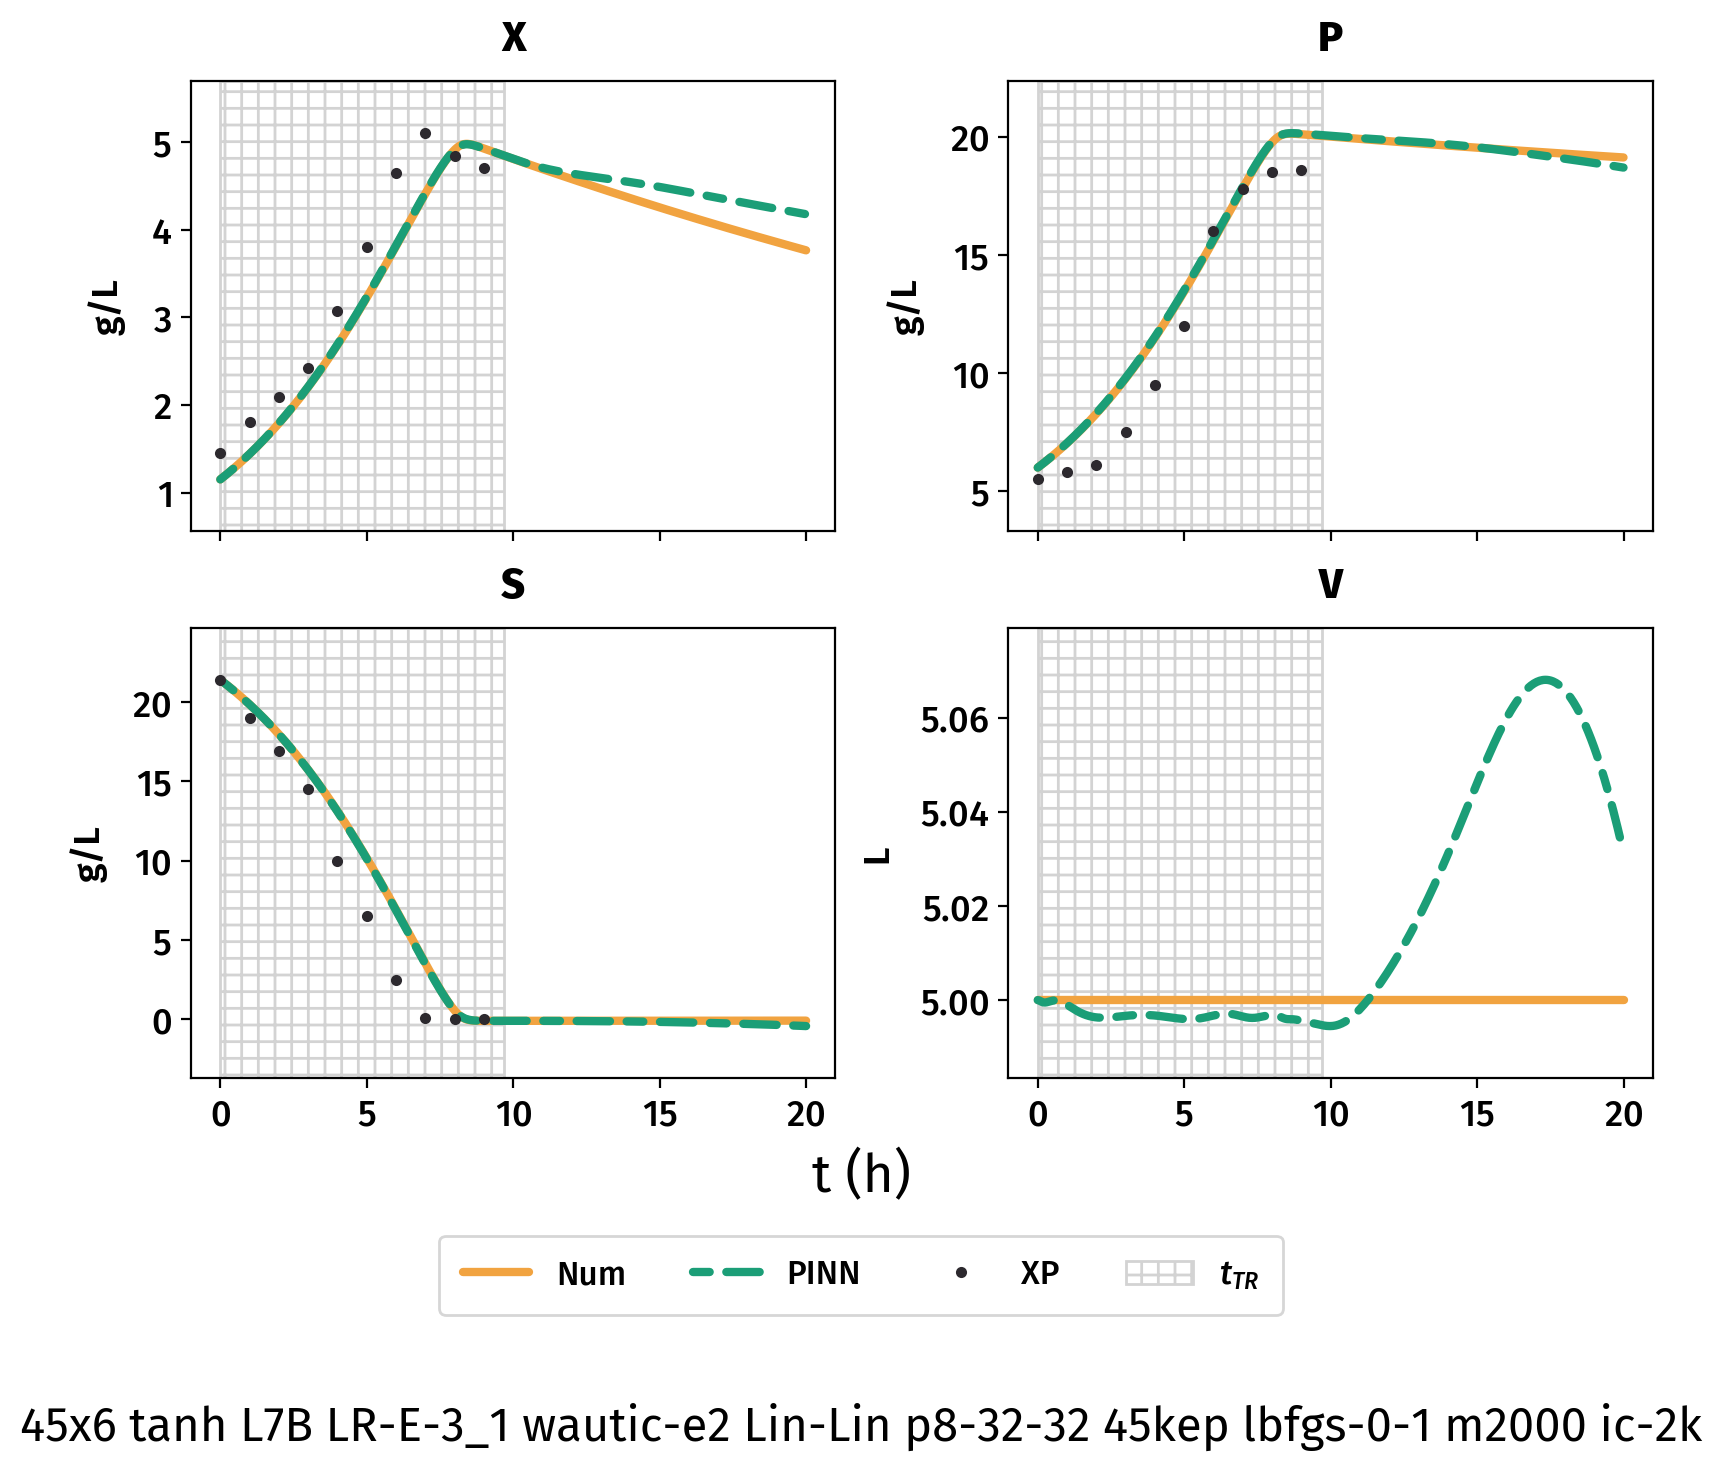 X
5
4
3
2
1
g/L
P
20
15
10
5
g/L
S
20
15
10
5
0
g/L
0 5 10 15 20
V
5.06
5.04
5.02
5.00
L
0 5 10 15 20
t (h)
Num PINN XP tTR
45x6 tanh L7B LR-E-3_1 wautic-e2 Lin-Lin p8-32-32 45kep lbfgs-0-1 m2000 ic-2k